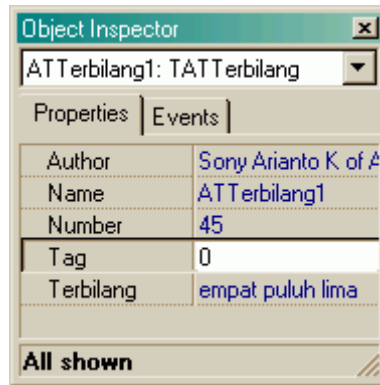 Object Inspector
ATTerbilang1: TATTerbilang
Properties Events
Author Sony Arianto K of A
Name ATTerbilang1
Number 45
Tag 0
Terbilang empat puluh lima
All shown